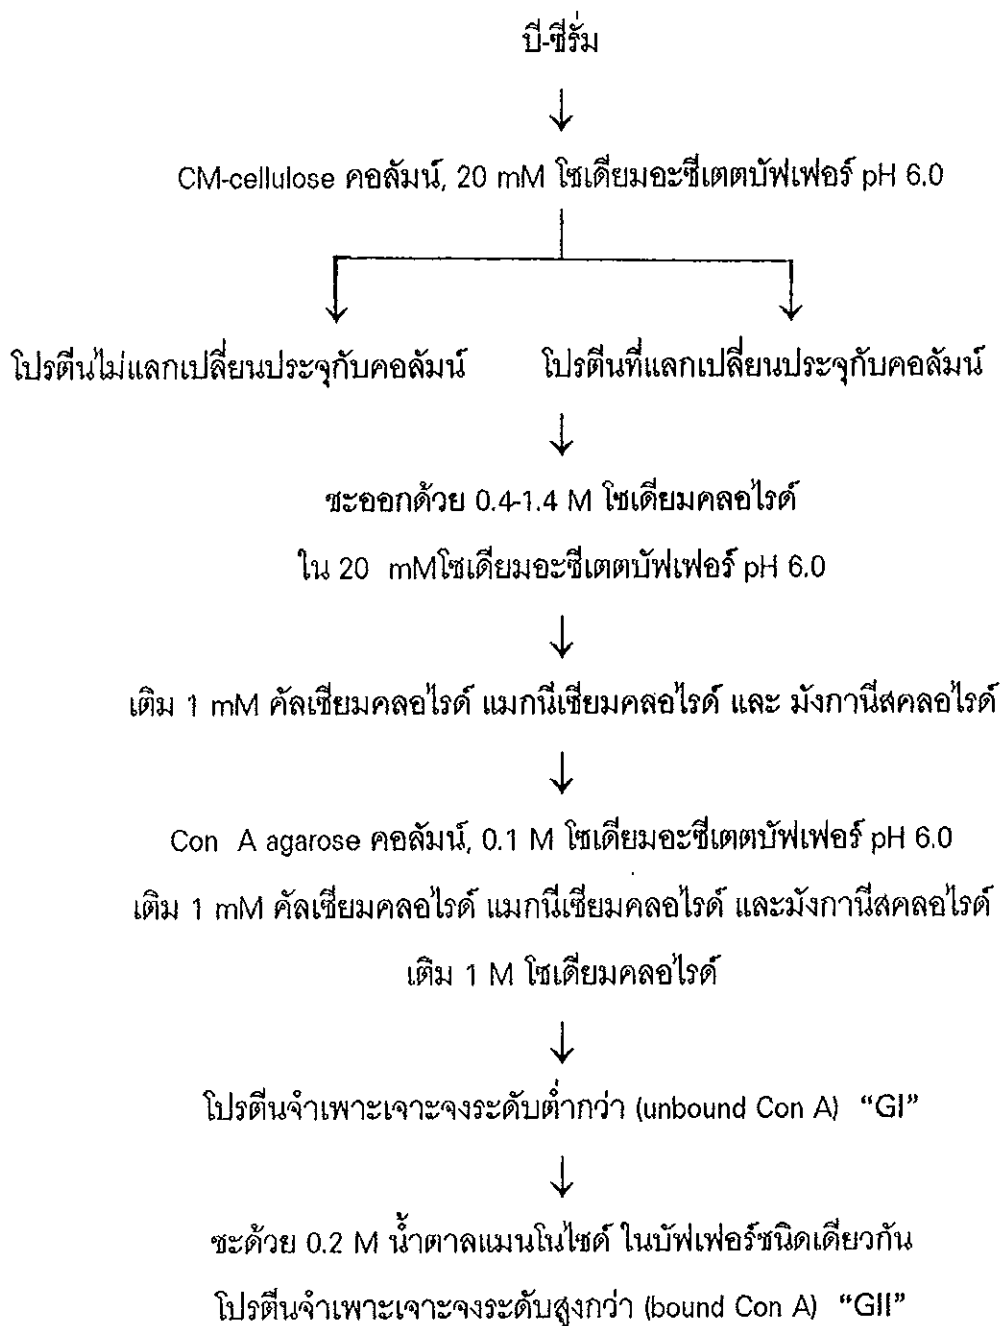 บี-ซีรั่ม
CM-cellulose คอลัมน์, 20 mM โซเดียมอะซีเตตบัฟเฟอร์ pH 6.0
โปรตีนไม่แลกเปลี่ยนประจุกับคอลัมน์ โปรตีนที่แลกเปลี่ยนประจุกับคอลัมน์
ชะออกด้วย 0.4-1.4 M โซเดียมคลอไรด์
ใน 20 mMโซเดียมอะซีเตตบัฟเฟอร์ pH 6.0
เติม 1 mM คัลเซียมคลอไรด์ แมกนีเซียมคลอไรด์ และ มังกานีสคลอไรด์
Con A agarose คอลัมน์, 0.1 M โซเดียมอะซีเตตบัฟเฟอร์ pH 6.0
เติม 1 mM คัลเซียมคลอไรด์ แมกนีเซียมคลอไรด์ และมังกานีสคลอไรด์
เติม 1 M โซเดียมคลอไรด์
โปรตีนจำเพาะเจาะจงระดับต่ำกว่า (unbound Con A) “GI”
ชะด้วย 0.2 M น้ำตาลแมนโนไซด์ ในบัฟเฟอร์ชนิดเดียวกัน
โปรตีนจำเพาะเจาะจงระดับสูงกว่า (bound Con A) “GII”